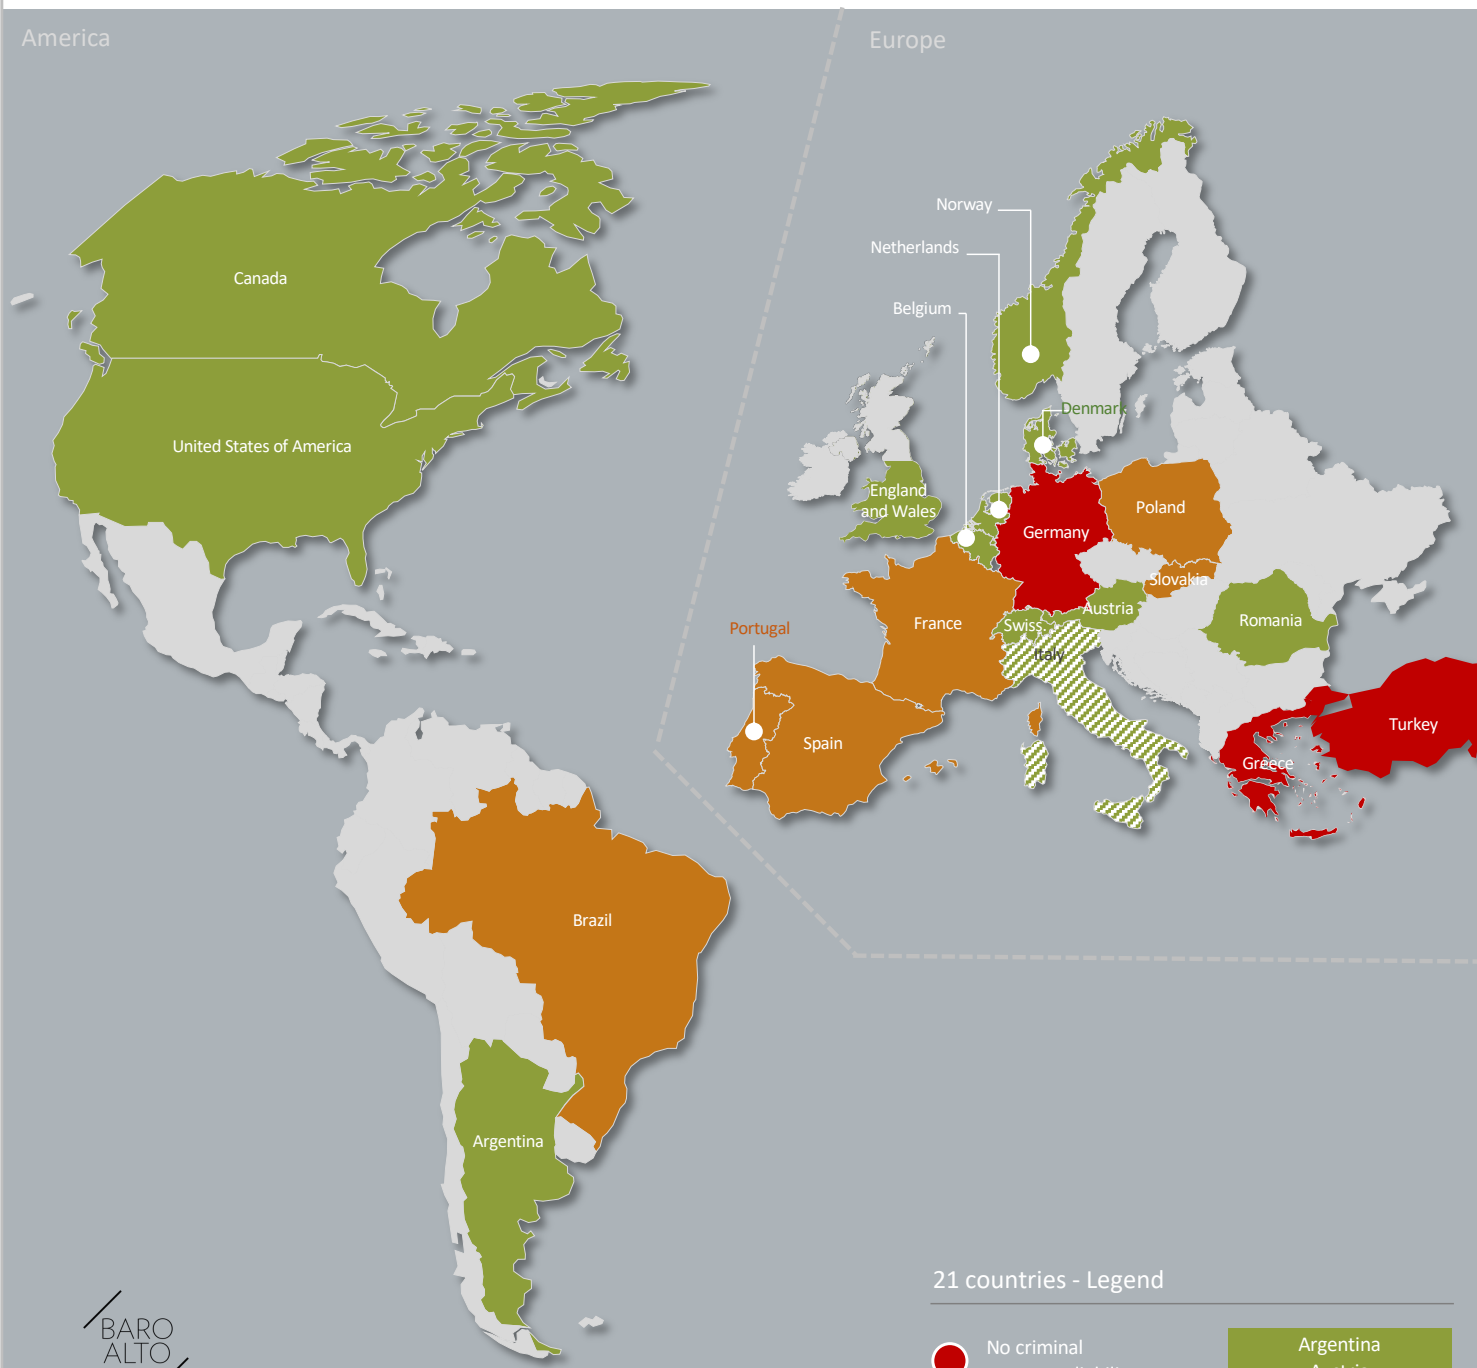 America
Europe
Norway
Netherlands
Canada
Belgium
Denmark
United States of America
England
and Wales
Poland
Germany
Slovakia
Austria
Romania
France
Swiss.
Portugal
Italy
Turkey
Spain
Greece
Brazil
Argentina
21 countries - Legend
BARO
ALTO
No criminal
Argentina